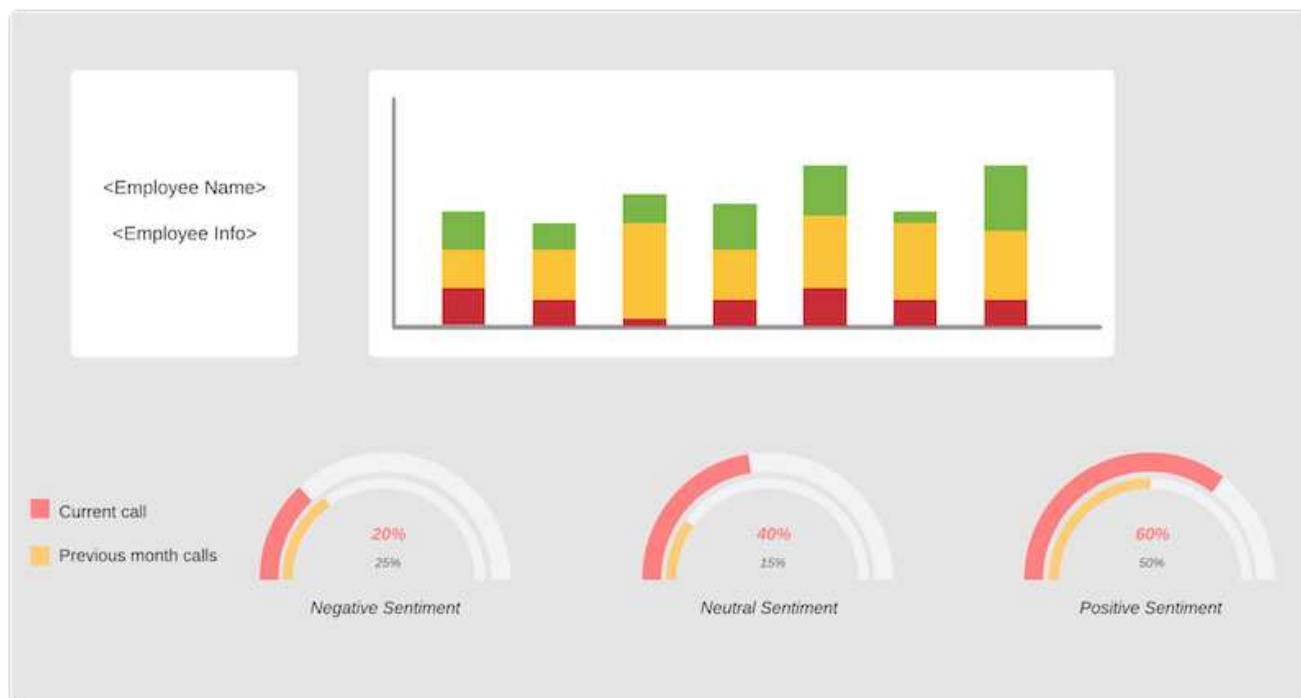 <Employee Name>
<Employee Info>
Current call
Previous month calls
20%
25%
Negative Sentiment
40%
15%
Neutral Sentiment
60%
50%
Positive Sentiment